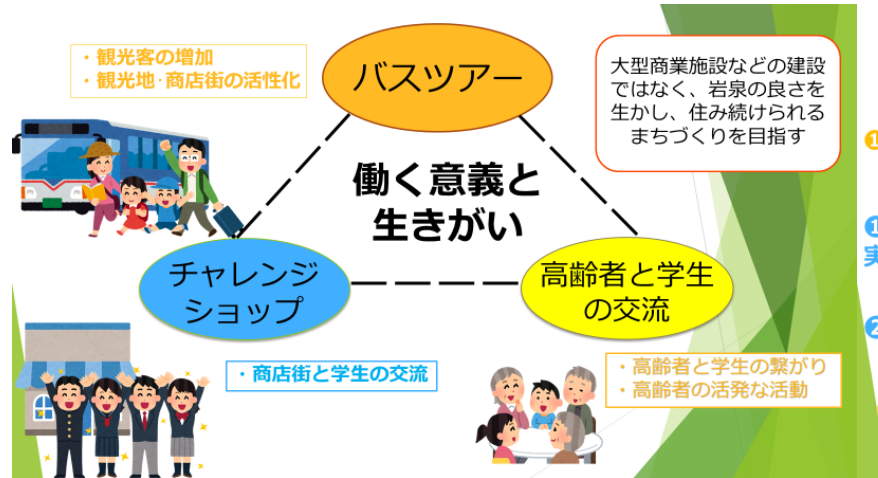 ・観光客の増加
・観光地・商店街の活性化
バスツアー
大型商業施設などの建設
ではなく、岩泉の良さを
生かし、住み続けられる
まちづくりを目指す
働く意義と
生きがい
チャレンジ
ショップ
高齢者と学生
の交流
・商店街と学生の交流
・高齢者と学生の繋がり
・高齢者の活発な活動
❶
❶
実
❷